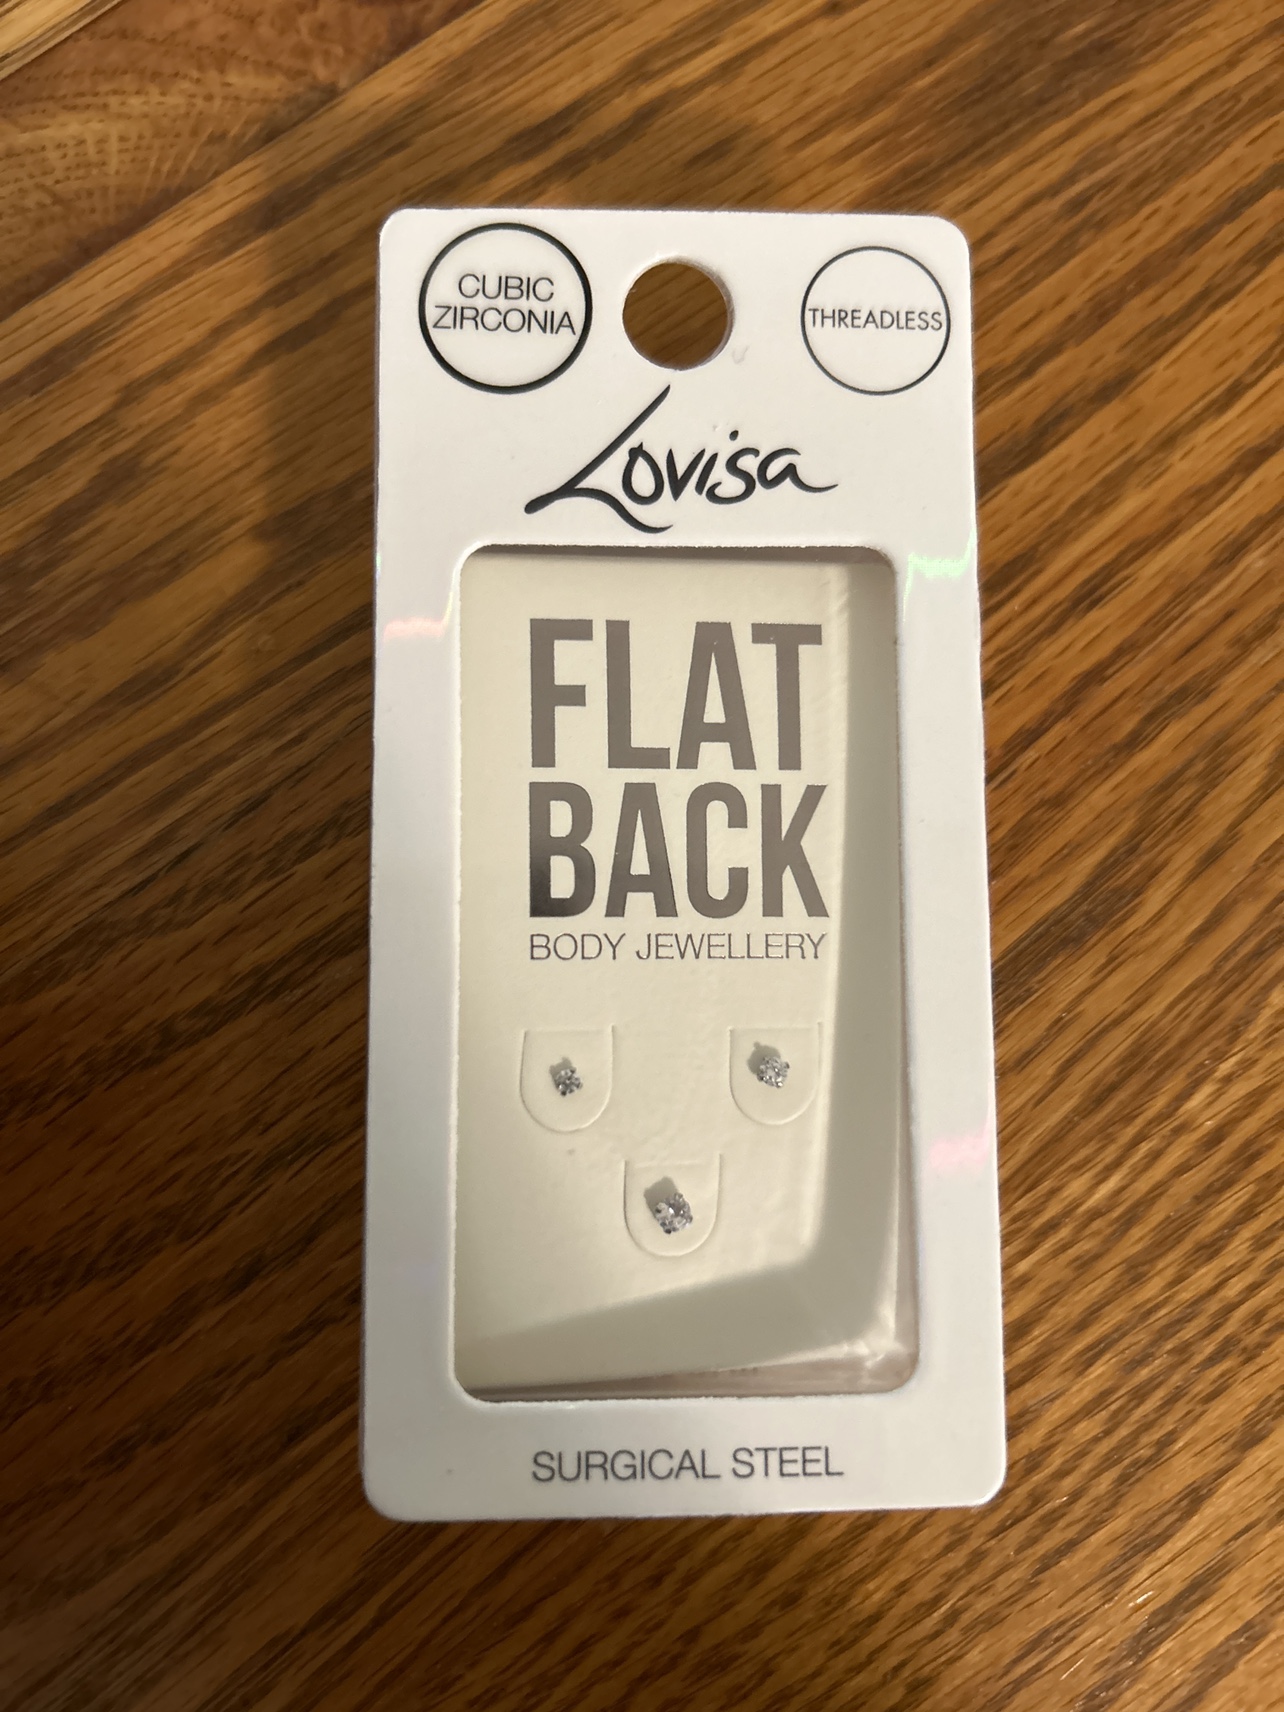 CUBIC
ZIRCONIA
THREADLESS
Lovisa
FLAT
BACK
BODY JEWELLERY
SURGICAL STEEL